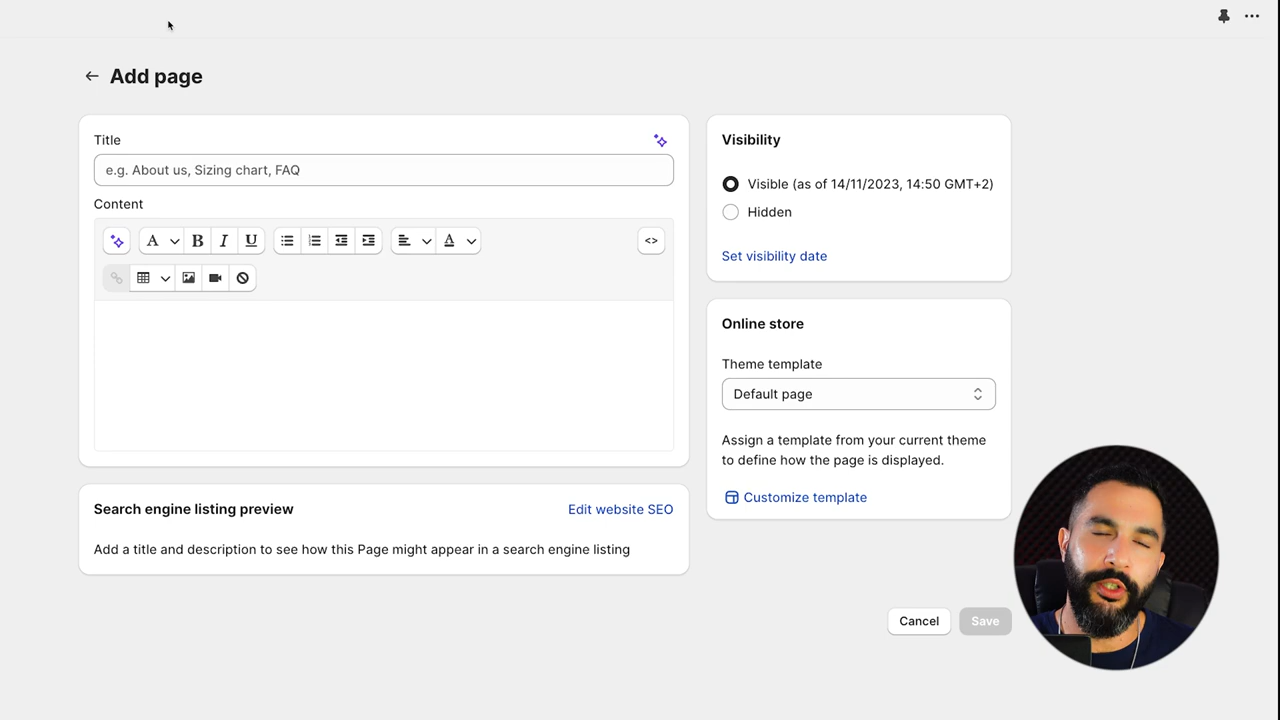 Add page
Title
e.g. About us, Sizing chart, FAQ
Content
A B I U A <>
Search engine listing preview
Edit website SEO
Add a title and description to see how this Page might appear in a search engine listing
Visibility
Visible (as of 14/11/2023, 14:50 GMT+2)
Hidden
Set visibility date
Online store
Theme template
Default page
Assign a template from your current theme
to define how the page is displayed.
Customize template
Cancel
Save